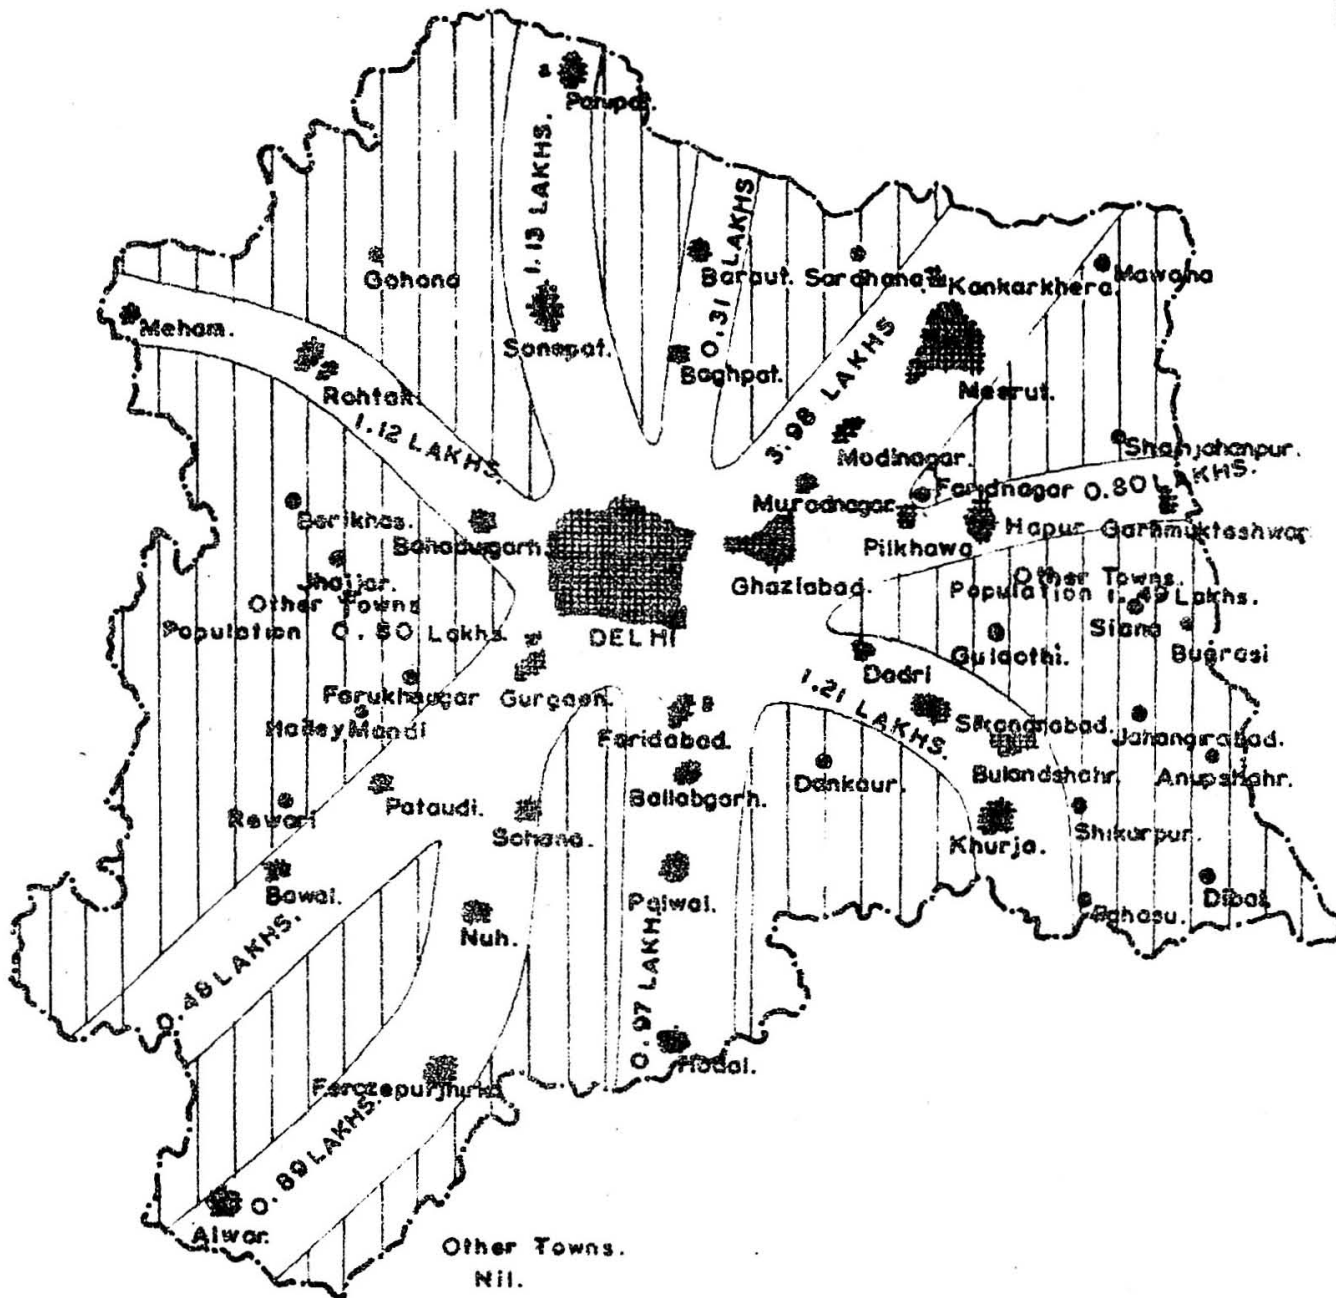 Panipat.
1.13 LAKHS.
0.31 LAKHS
Gohana
Baraut.
Sardhana.
Kankarkhera.
Mawana
Meham.
Sonepat.
Baghpat.
3.98 LAKHS
Meerut.
Rohtak
1.12 LAKHS.
Modinagar.
Shahjahanpur.
Muradnagar.
Faridnagar
0.80 LAKHS.
Berikhas.
Bahadurgarh.
Pilkhawa
Hapur
Garhmukteshwar
Jhajjar.
Ghaziabad.
Other Towns
Population 0.50 Lakhs.
Other Towns.
Population 1.49 Lakhs.
DELHI
Siana
Bugrasi
Gulaothi.
Dadri
Farukhnagar
Gurgaon.
1.21 LAKHS.
HaileyMandi
Faridabad.
Sikandrabad.
Jahangirabad.
Bulandshahr.
Anupshahr.
Dankaur.
Pataudi.
Ballabgarh.
Rewari
Sohana.
Khurja.
Shikarpur.
Bawal.
Palwal.
Dibai.
Pahasu.
Nuh.
0.48 LAKHS.
0.97 LAKHS
Hodal.
Ferozepurjhirka
0.89 LAKHS.
Alwar.
Other Towns.
Nil.